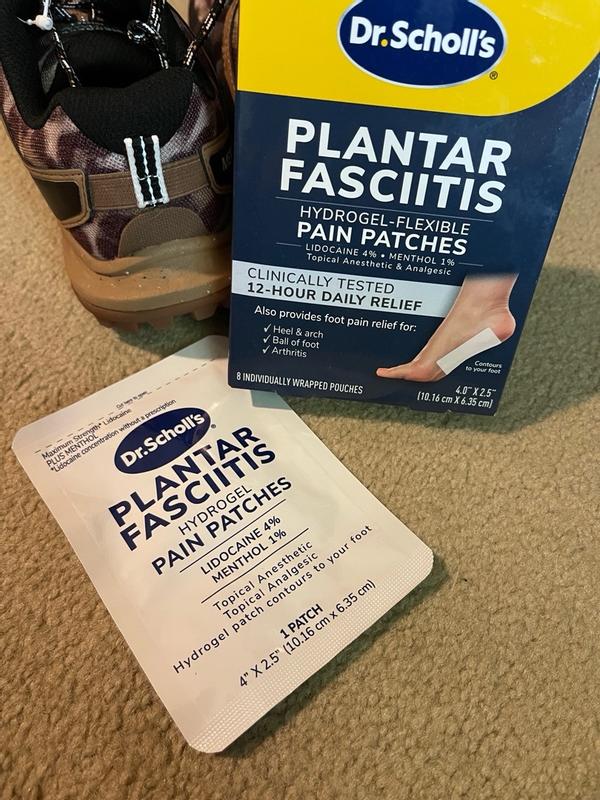 Dr.Scholl's
®
PLANTAR
FASCIITIS
HYDROGEL-FLEXIBLE
PAIN PATCHES
LIDOCAINE 4% • MENTHOL 1%
Topical Anesthetic & Analgesic
CLINICALLY TESTED
12-HOUR DAILY RELIEF
Also provides foot pain relief for:
✓ Heel & arch
✓ Ball of foot
✓ Arthritis
Contours
to your foot
8 INDIVIDUALLY WRAPPED POUCHES
4.0" X 2.5"
(10.16 cm X 6.35 cm)
Maximum Strength* Lidocaine
PLUS MENTHOL
*Lidocaine concentration without a prescription
Dr.Scholl's
®
PLANTAR
FASCIITIS
HYDROGEL
PAIN PATCHES
LIDOCAINE 4%
MENTHOL 1%
Topical Anesthetic
Topical Analgesic
Hydrogel patch contours to your foot
1 PATCH
4" X 2.5" (10.16 cm x 6.35 cm)